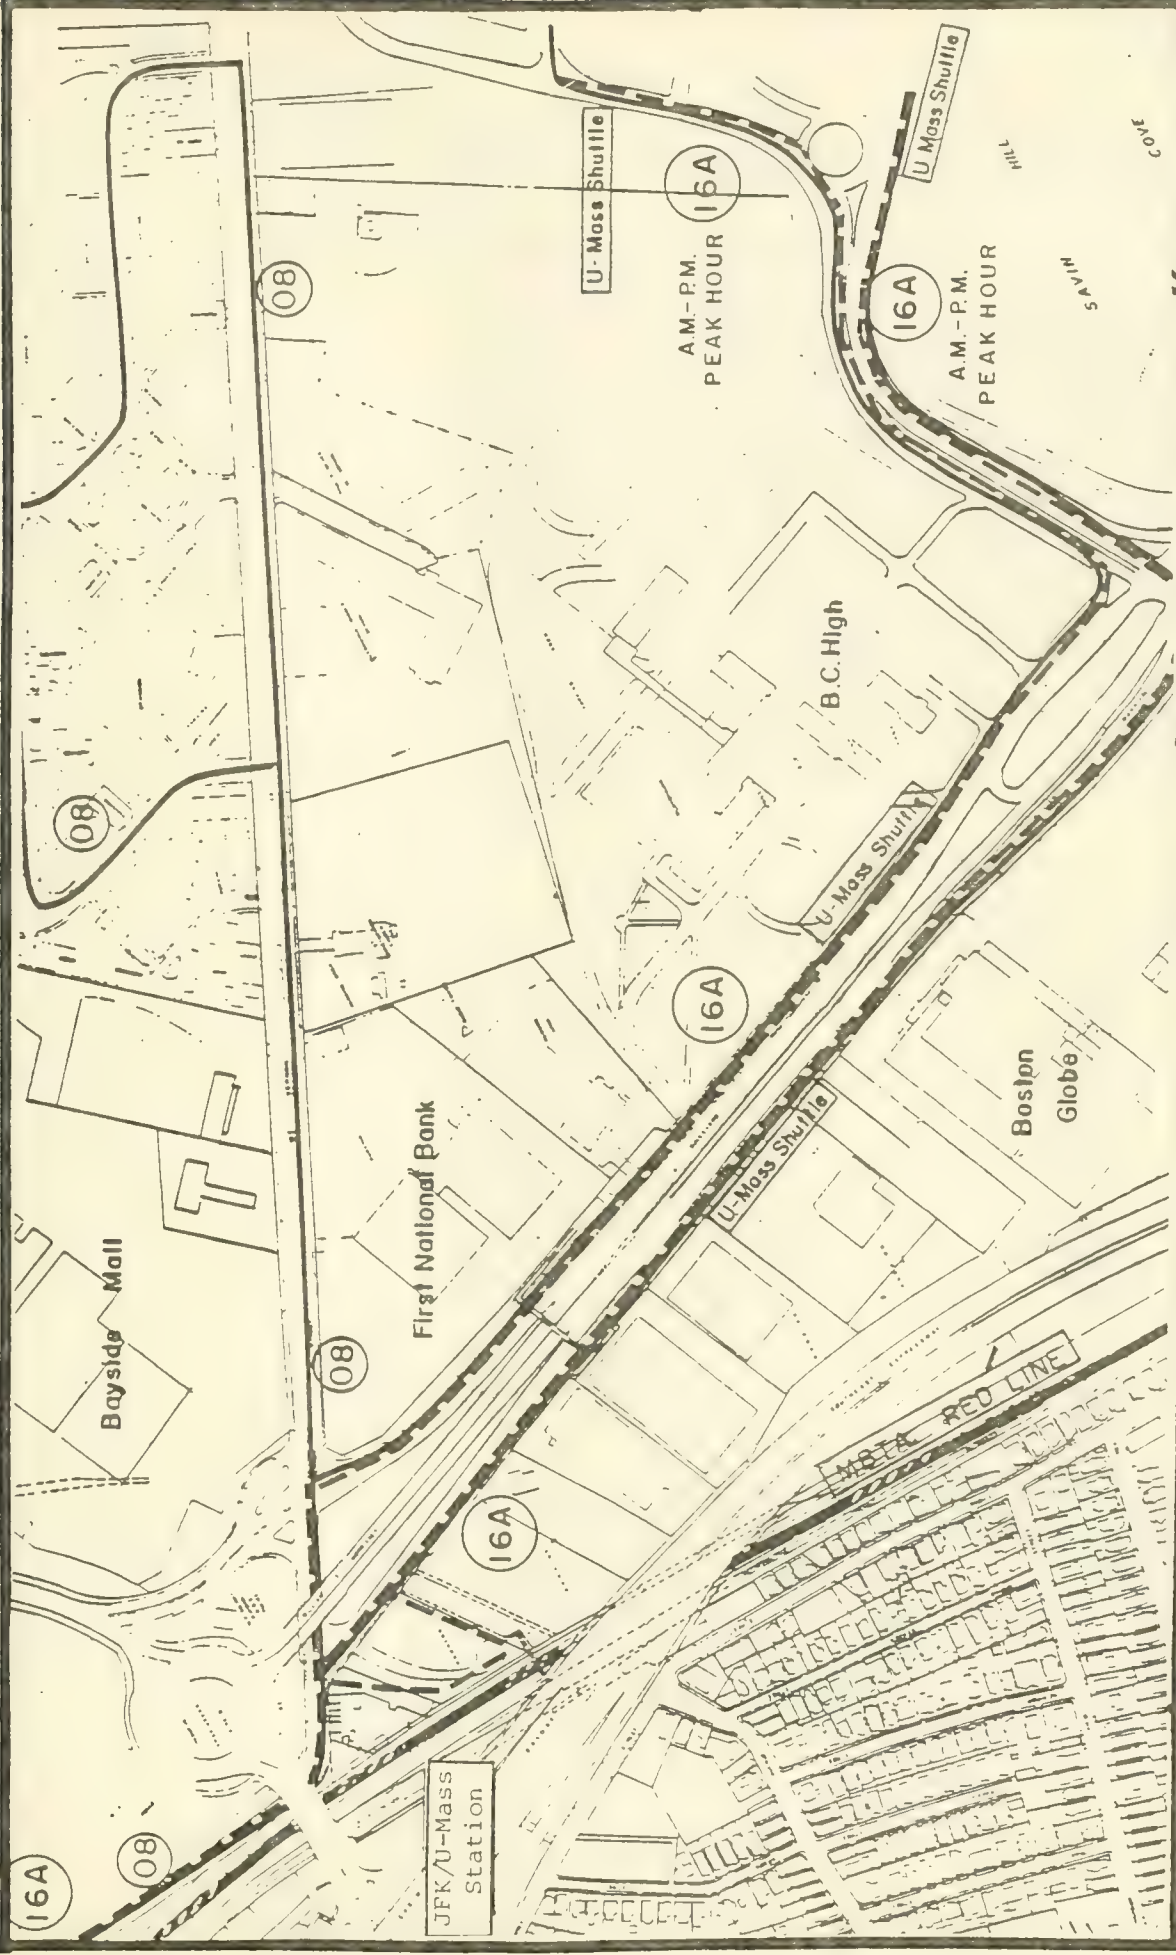 U-Mass Shuttle
U Mass Shuttle
HILL
COVE
16A
A.M.-P.M.
PEAK HOUR
08
16A
A.M.-P.M.
PEAK HOUR
SAVIN
B.C. High
08
U-Mass Shuttle
16A
Boston
Globe
First National Bank
U-Mass Shuttle
Bayside Mall
08
MBTA RED LINE
16A
JFK/U-Mass
Station
08
16A